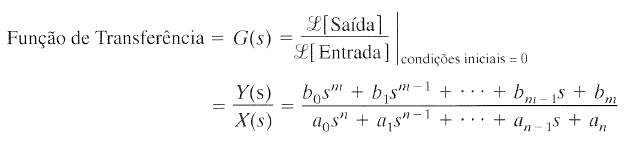 Função de Transferência = G(s) = ℒ[Saída] / ℒ[Entrada] |condições iniciais = 0
= Y(s) / X(s) = b₀sᵐ + b₁sᵐ⁻¹ + ⋯ + bₘ₋₁s + bₘ / a₀sⁿ + a₁sⁿ⁻¹ + ⋯ + aₙ₋₁s + aₙ